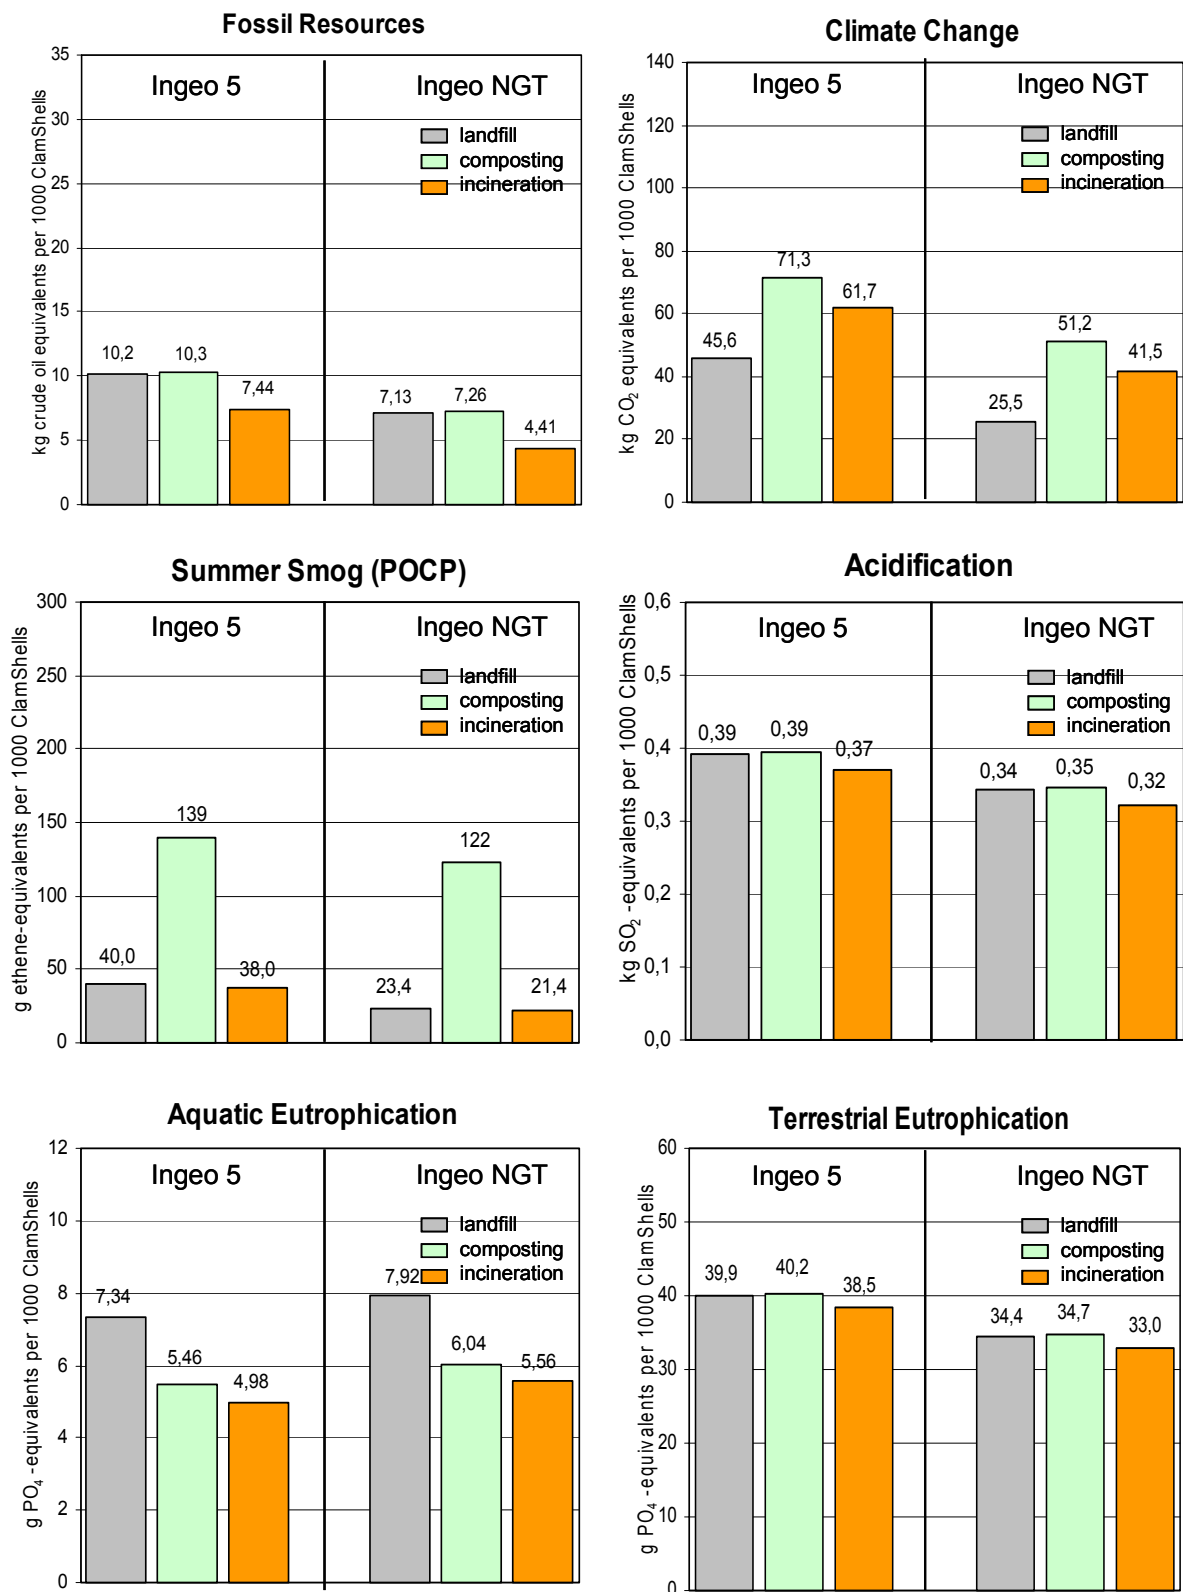 Fossil Resources
kg crude oil equivalents per 1000 ClamShells
35
30
25
20
15
10
5
0
Ingeo 5
Ingeo NGT
landfill
composting
incineration
10,2
10,3
7,44
7,13
7,26
4,41
Climate Change
kg CO₂ equivalents per 1000 ClamShells
140
120
100
80
60
40
20
0
Ingeo 5
Ingeo NGT
landfill
composting
incineration
45,6
71,3
61,7
25,5
51,2
41,5
Summer Smog (POCP)
g ethene-equivalents per 1000 ClamShells
300
250
200
150
100
50
0
Ingeo 5
Ingeo NGT
landfill
composting
incineration
40,0
139
38,0
23,4
122
21,4
Acidification
kg SO₂ -equivalents per 1000 ClamShells
0,6
0,5
0,4
0,3
0,2
0,1
0,0
Ingeo 5
Ingeo NGT
landfill
composting
incineration
0,39
0,39
0,37
0,34
0,35
0,32
Aquatic Eutrophication
g PO₄ -equivalents per 1000 ClamShells
12
10
8
6
4
2
0
Ingeo 5
Ingeo NGT
landfill
composting
incineration
7,34
5,46
4,98
7,92
6,04
5,56
Terrestrial Eutrophication
g PO₄ -equivalents per 1000 ClamShells
60
50
40
30
20
10
0
Ingeo 5
Ingeo NGT
landfill
composting
incineration
39,9
40,2
38,5
34,4
34,7
33,0